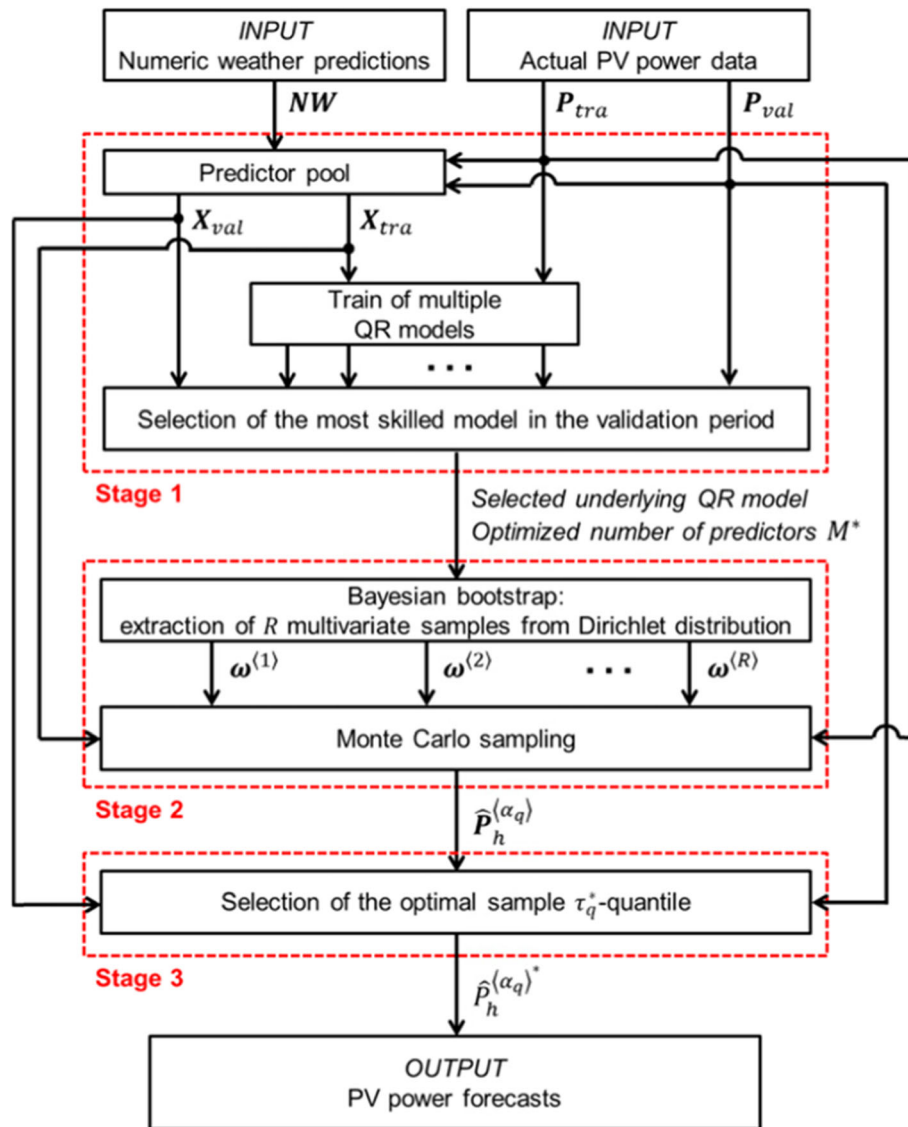 INPUT
Numeric weather predictions
INPUT
Actual PV power data
NW
P_tra
P_val
Predictor pool
X_val
X_tra
Train of multiple
QR models
...
Selection of the most skilled model in the validation period
Stage 1
Selected underlying QR model
Optimized number of predictors M*
Bayesian bootstrap:
extraction of R multivariate samples from Dirichlet distribution
ω^⟨1⟩
ω^⟨2⟩
...
ω^⟨R⟩
Monte Carlo sampling
Stage 2
P̂_h^⟨α_q⟩
Selection of the optimal sample τ_q^*-quantile
Stage 3
P̂_h^⟨α_q⟩*
OUTPUT
PV power forecasts